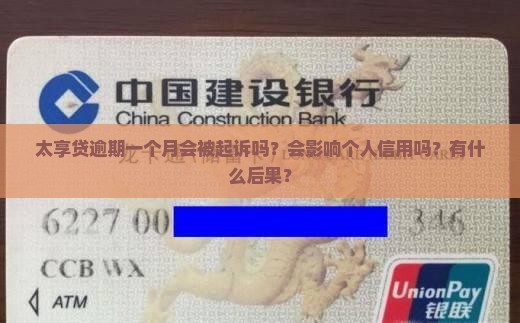 中国建设银行
China Construction Bank
太享贷逾期一个月会被起诉吗？会影响个人信用吗？有什
么后果？
6227 00
346
CCB WX
ATM
UnionPay
银联